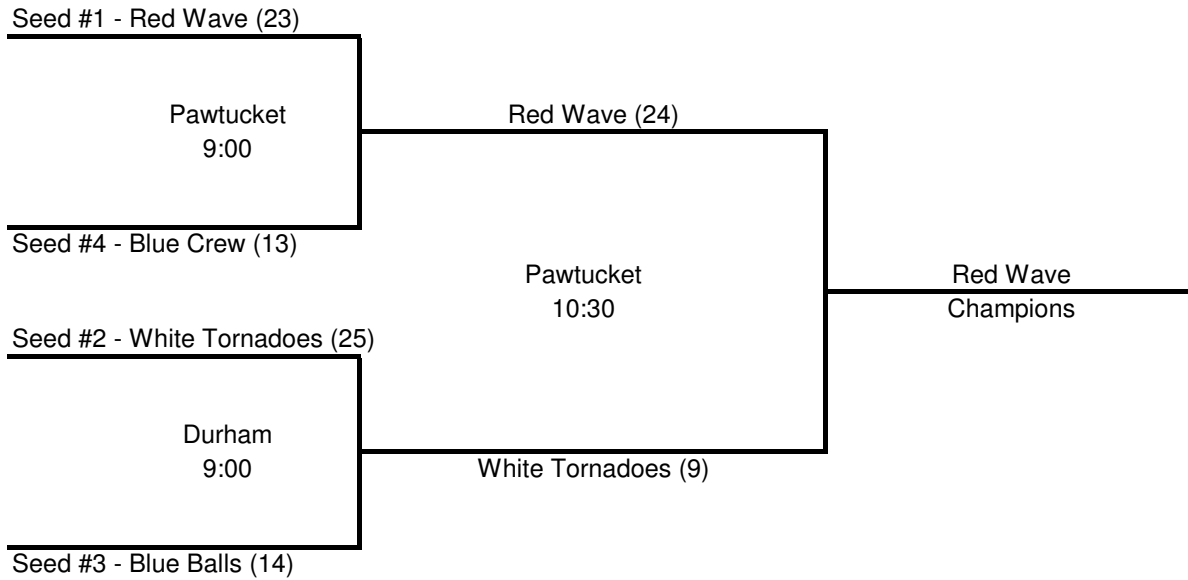 Seed #1 - Red Wave (23)
Pawtucket
9:00
Red Wave (24)
Seed #4 - Blue Crew (13)
Pawtucket
10:30
Red Wave
Champions
Seed #2 - White Tornadoes (25)
Durham
9:00
White Tornadoes (9)
Seed #3 - Blue Balls (14)